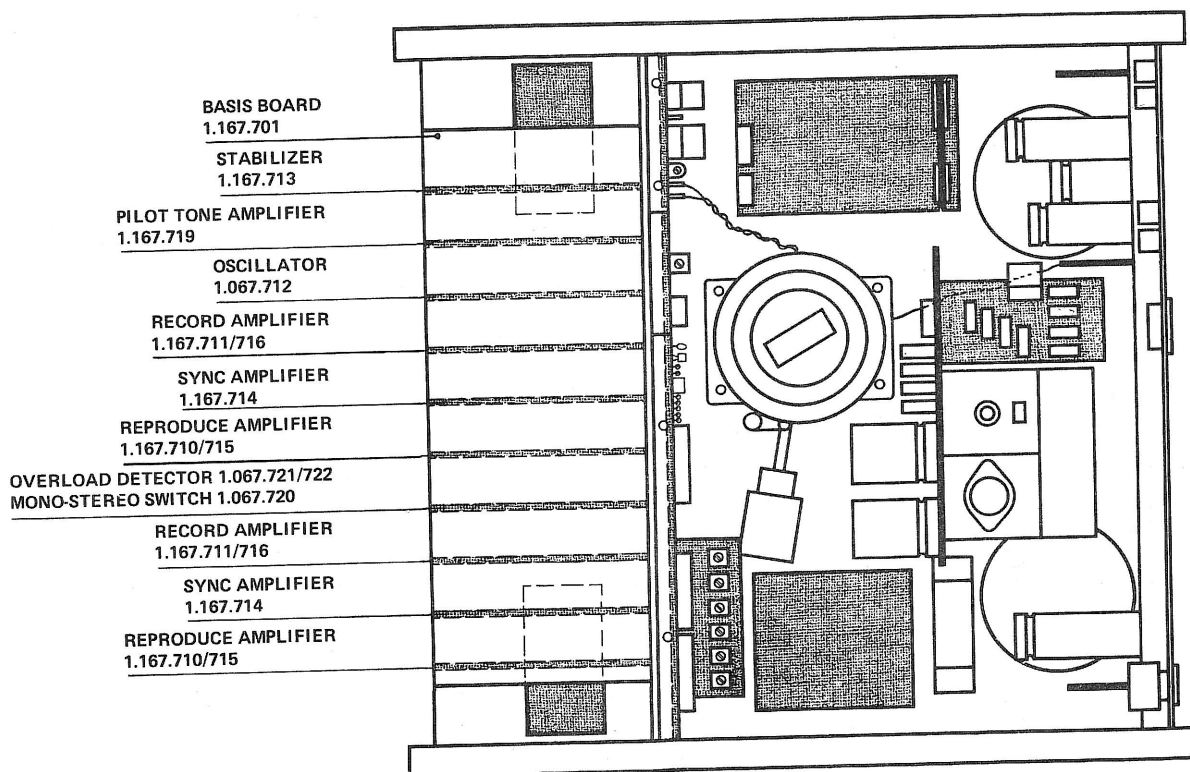 BASIS BOARD
1.167.701
STABILIZER
1.167.713
PILOT TONE AMPLIFIER
1.167.719
OSCILLATOR
1.067.712
RECORD AMPLIFIER
1.167.711/716
SYNC AMPLIFIER
1.167.714
REPRODUCE AMPLIFIER
1.167.710/715
OVERLOAD DETECTOR 1.067.721/722
MONO-STEREO SWITCH 1.067.720
RECORD AMPLIFIER
1.167.711/716
SYNC AMPLIFIER
1.167.714
REPRODUCE AMPLIFIER
1.167.710/715